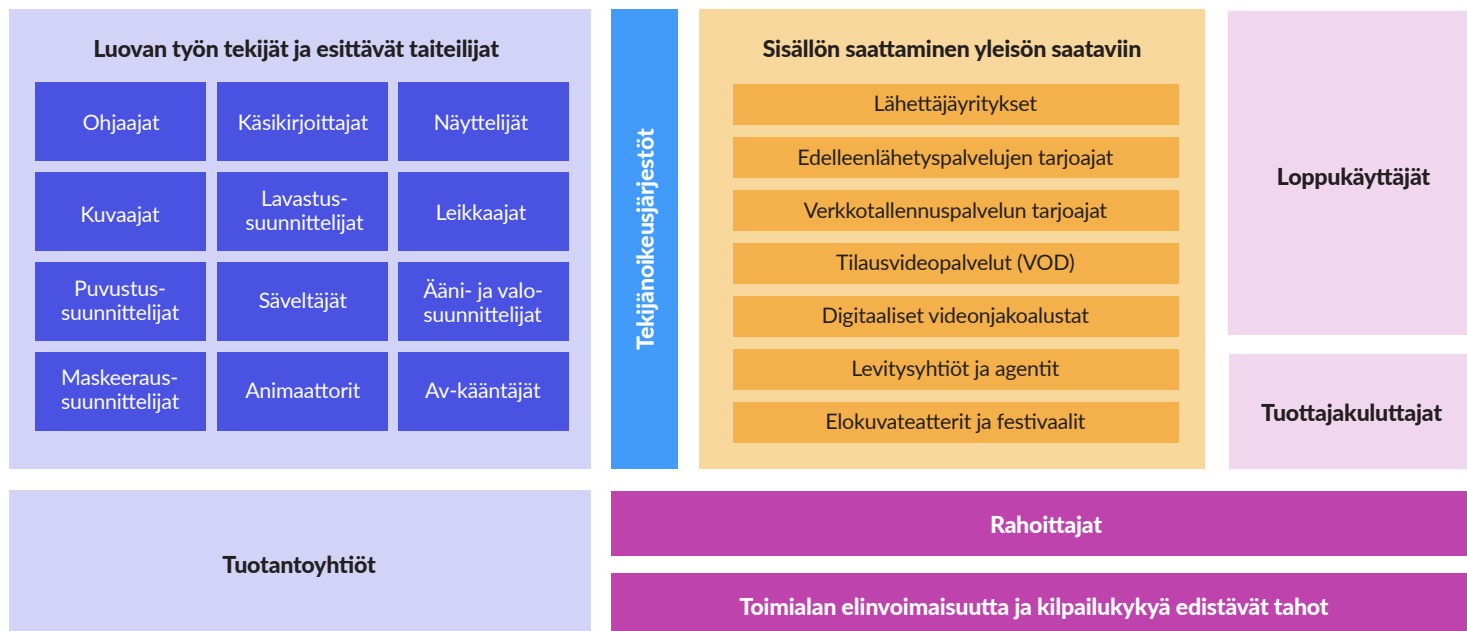 Luovan työn tekijät ja esittävät taiteilijat
Ohjaajat
Käsikirjoittajat
Näyttelijät
Kuvaajat
Lavastus-
suunnittelijat
Leikkaajat
Puvustus-
suunnittelijat
Säveltäjät
Ääni- ja valo-
suunnittelijat
Maskeeraus-
suunnittelijat
Animaattorit
Av-kääntäjät
Tekijänoikeusjärjestöt
Sisällön saattaminen yleisön saataviin
Lähettäjäyritykset
Edelleenlähetyspalvelujen tarjoajat
Verkkotallennuspalvelun tarjoajat
Tilausvideopalvelut (VOD)
Digitaaliset videonjakoalustat
Levitysyhtiöt ja agentit
Elokuvateatterit ja festivaalit
Loppukäyttäjät
Tuottajakuluttajat
Tuotantoyhtiöt
Rahoittajat
Toimialan elinvoimaisuutta ja kilpailukykyä edistävät tahot